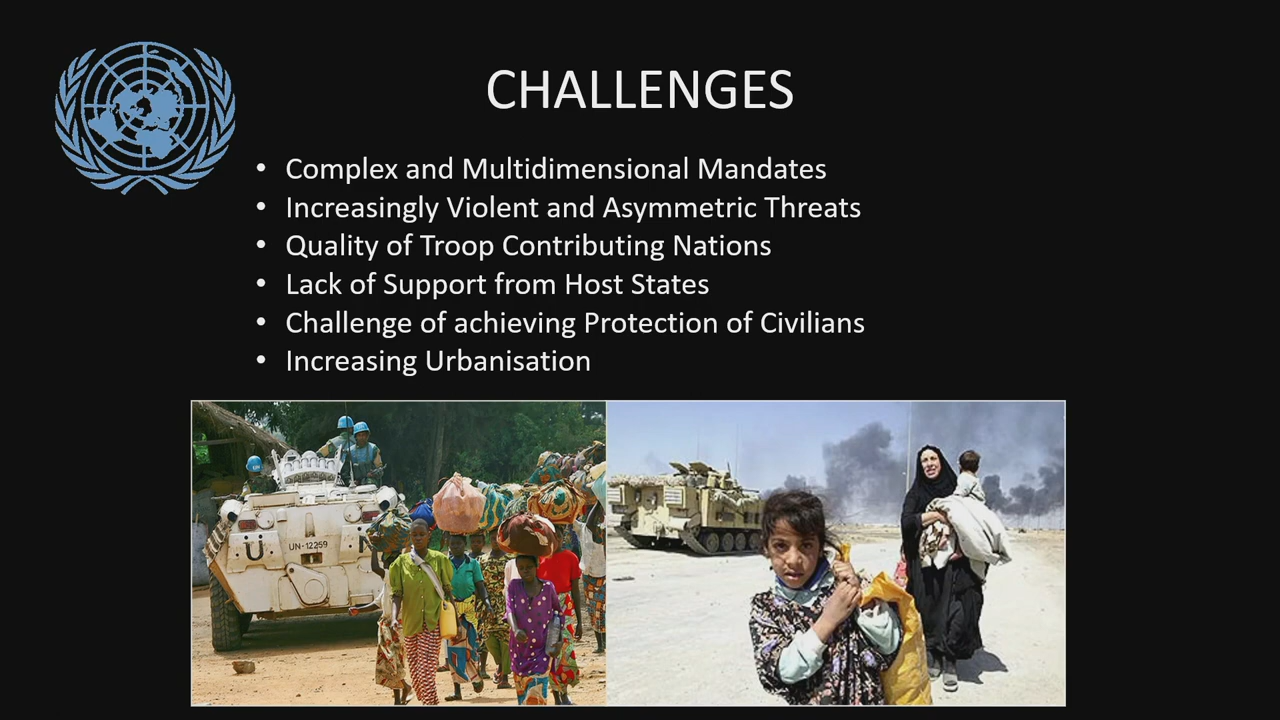 CHALLENGES
• Complex and Multidimensional Mandates
• Increasingly Violent and Asymmetric Threats
• Quality of Troop Contributing Nations
• Lack of Support from Host States
• Challenge of achieving Protection of Civilians
• Increasing Urbanisation
U UN-12259 N